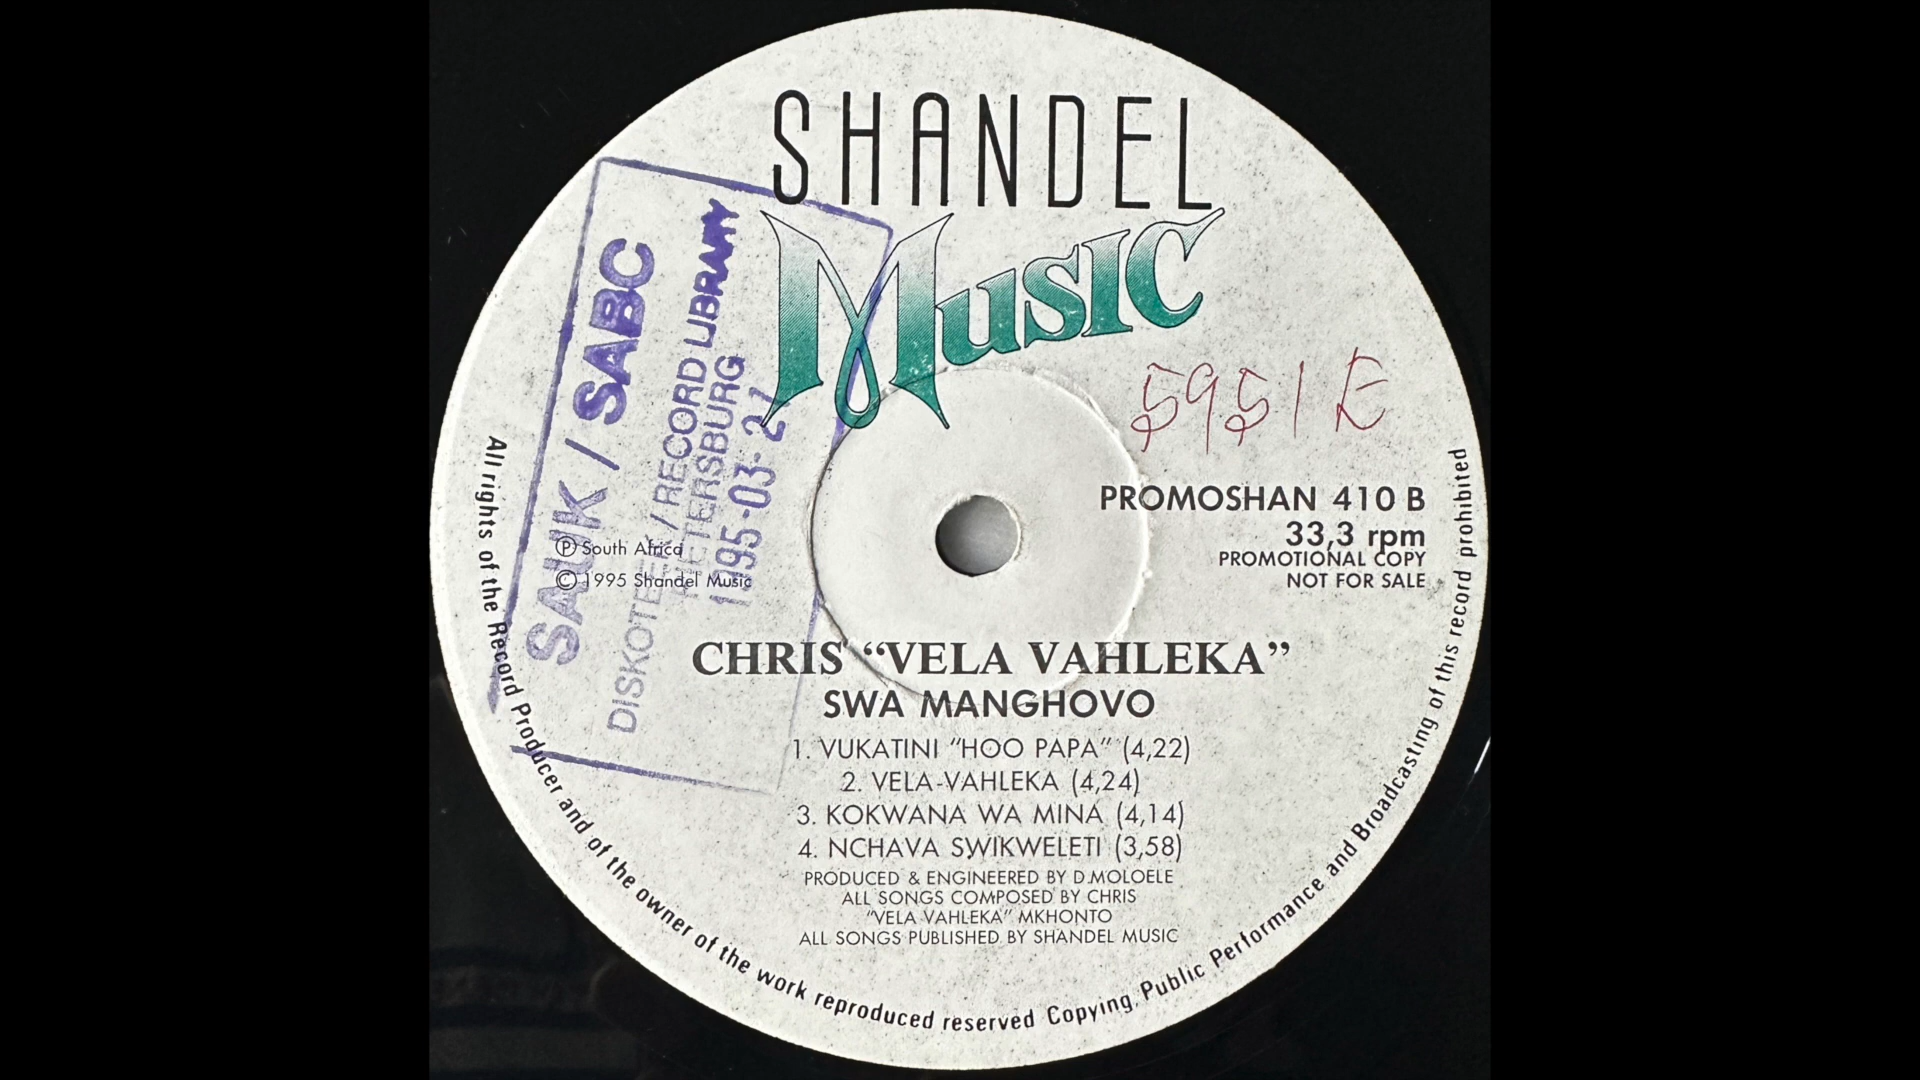 SHANDEL
Music
SAUK / SABC
DISKOTEEK / RECORD LIBRARY
PIETERSBURG
1995-03-21
5951 E
PROMOSHAN 410 B
33,3 rpm
PROMOTIONAL COPY
NOT FOR SALE
Ⓟ South Africa
© 1995 Shandel Music
CHRIS “VELA VAHLEKA”
SWA MANGHOVO
1. VUKATINI “HOO PAPA” (4,22)
2. VELA-VAHLEKA (4,24)
3. KOKWANA WA MINA (4,14)
4. NCHAVA SWIKWELETI (3,58)
PRODUCED & ENGINEERED BY D.MOLOELE
ALL SONGS COMPOSED BY CHRIS
“VELA VAHLEKA” MKHONTO
ALL SONGS PUBLISHED BY SHANDEL MUSIC
All rights of the Record Producer and of the owner of the work reproduced reserved Copying, Public Performance and Broadcasting of this record prohibited